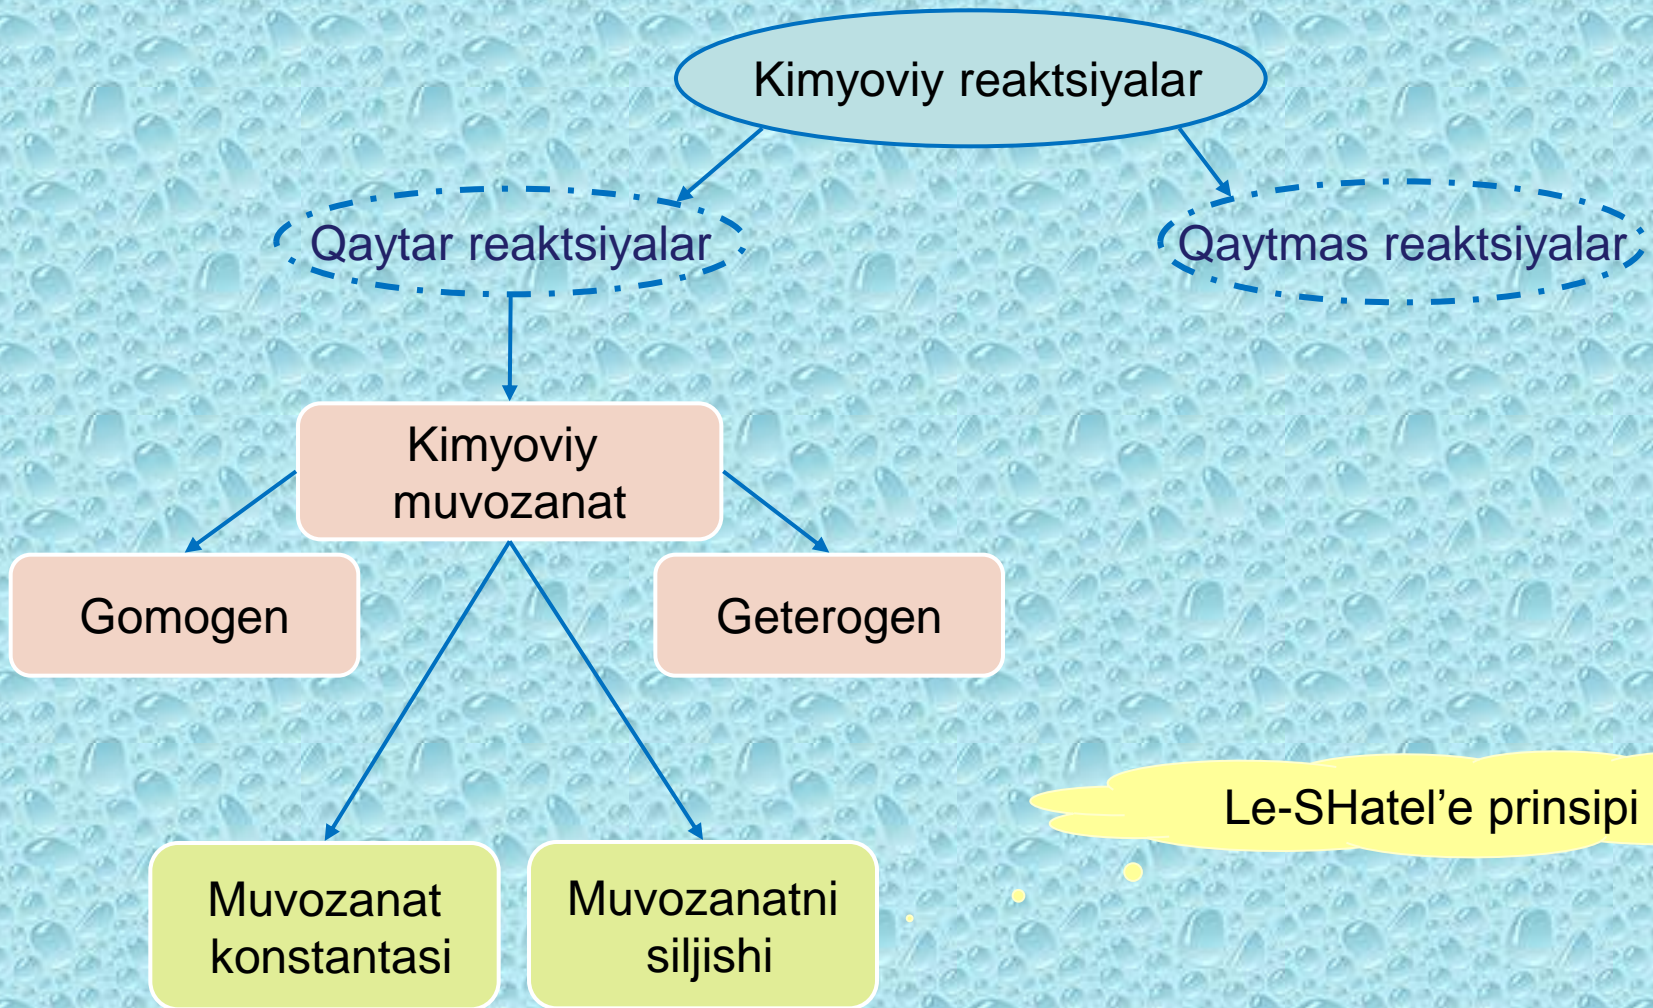 Kimyoviy reaktsiyalar
Qaytar reaktsiyalar
Qaytmas reaktsiyalar
Kimyoviy
muvozanat
Gomogen
Geterogen
Le-SHatel’e prinsipi
Muvozanat
konstantasi
Muvozanatni
siljishi